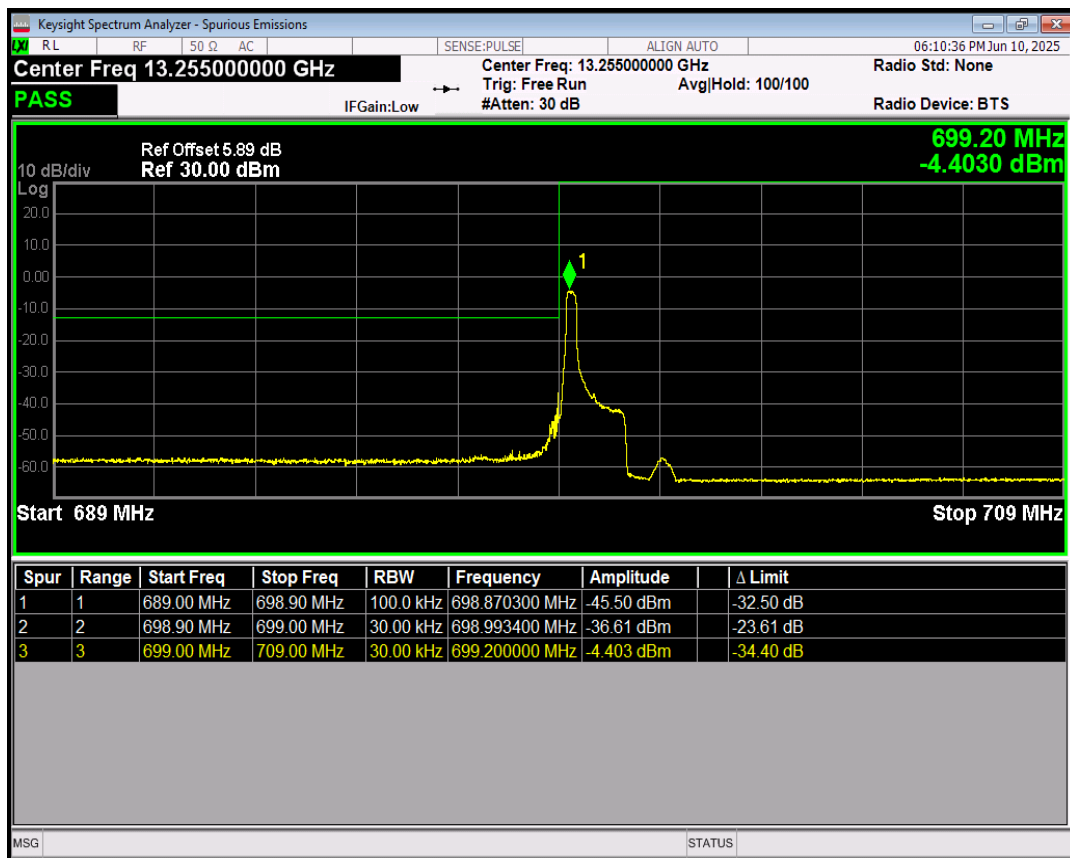 Keysight Spectrum Analyzer - Spurious Emissions
LXI RL RF 50 Ω AC SENSE:PULSE ALIGN AUTO 06:10:36 PM Jun 10, 2025
Center Freq 13.255000000 GHz Center Freq: 13.255000000 GHz Radio Std: None
Trig: Free Run Avg|Hold: 100/100
PASS IFGain:Low #Atten: 30 dB Radio Device: BTS
699.20 MHz
-4.4030 dBm
Ref Offset 5.89 dB
10 dB/div Ref 30.00 dBm
Log
20.0
10.0
0.00
-10.0
-20.0
-30.0
-40.0
-50.0
-60.0
1
Start 689 MHz Stop 709 MHz
Spur Range Start Freq Stop Freq RBW Frequency Amplitude Δ Limit
1 1 689.00 MHz 698.90 MHz 100.0 kHz 698.870300 MHz -45.50 dBm -32.50 dB
2 2 698.90 MHz 699.00 MHz 30.00 kHz 698.993400 MHz -36.61 dBm -23.61 dB
3 3 699.00 MHz 709.00 MHz 30.00 kHz 699.200000 MHz -4.403 dBm -34.40 dB
MSG STATUS